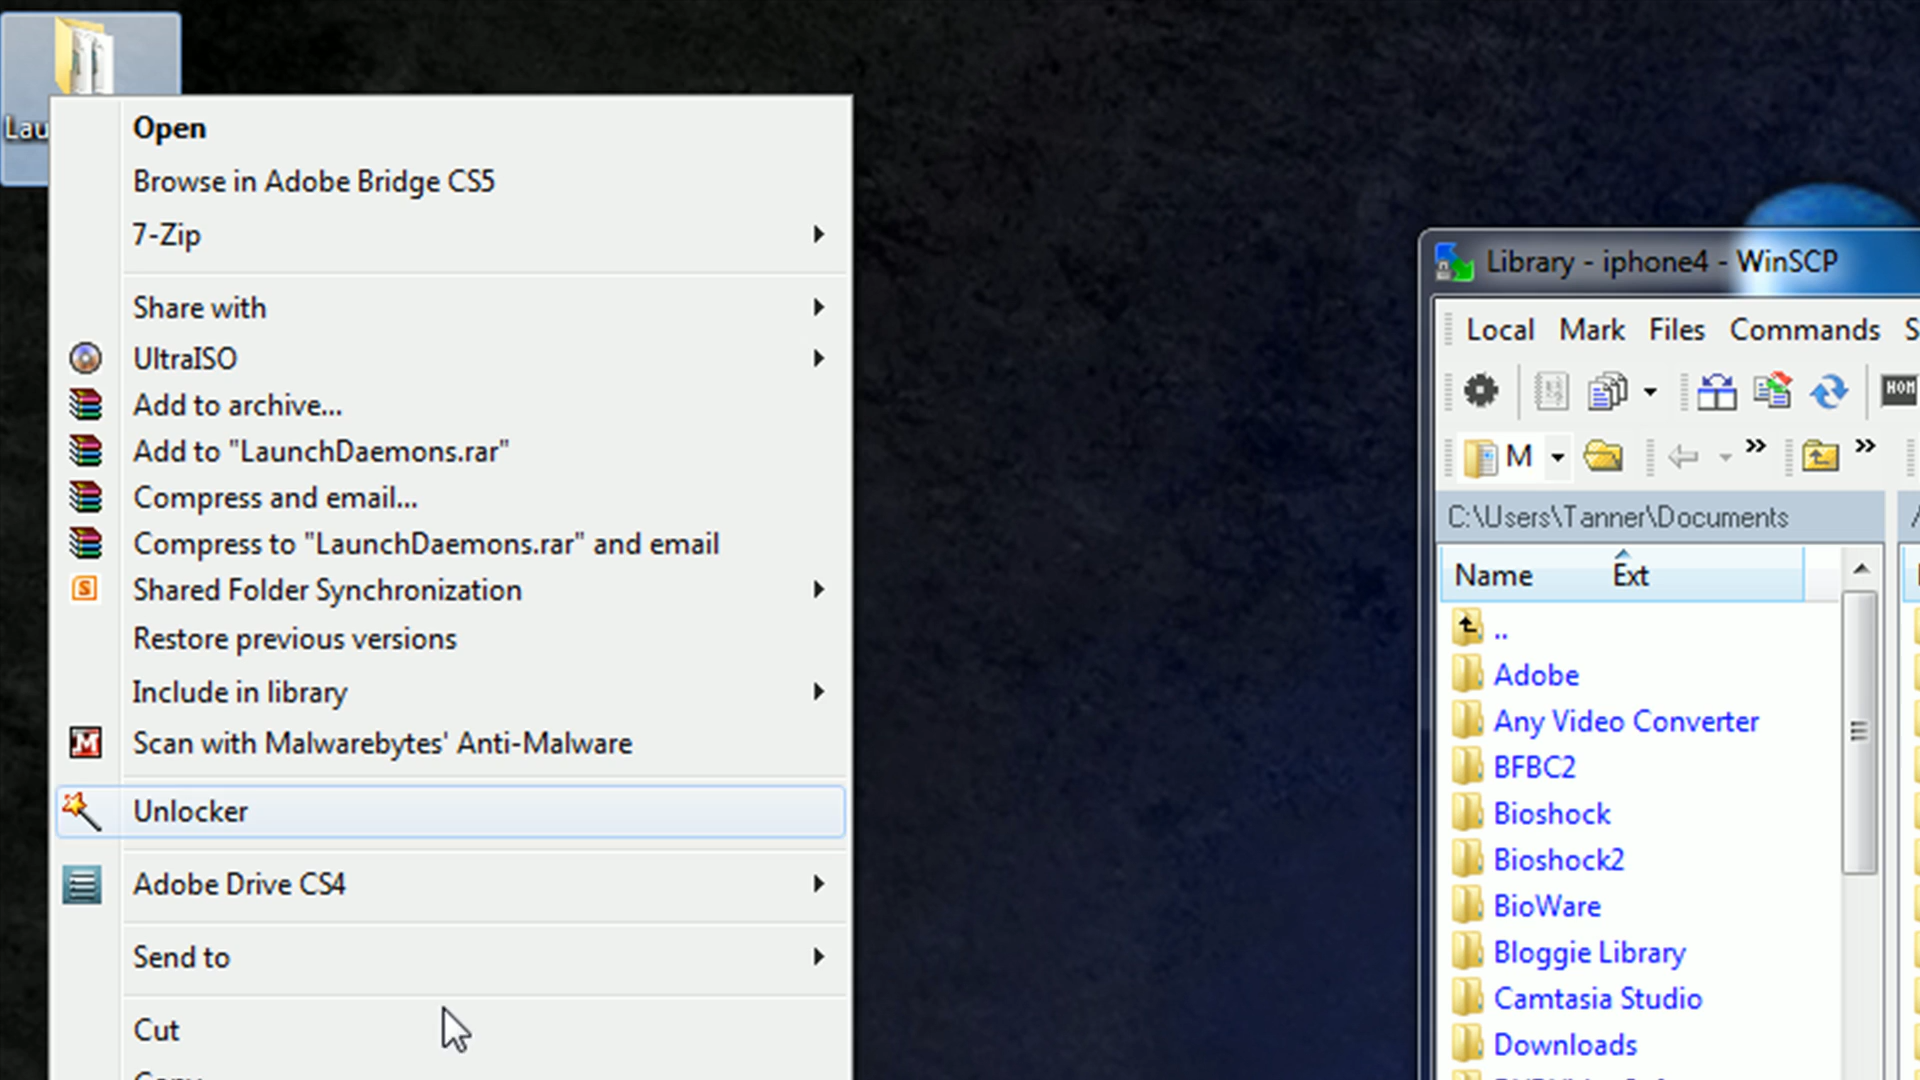 Lau
Open
Browse in Adobe Bridge CS5
7-Zip
Share with
UltraISO
Add to archive...
Add to "LaunchDaemons.rar"
Compress and email...
Compress to "LaunchDaemons.rar" and email
Shared Folder Synchronization
Restore previous versions
Include in library
Scan with Malwarebytes' Anti-Malware
Unlocker
Adobe Drive CS4
Send to
Cut
Library - iphone4 - WinSCP
Local Mark Files Commands S
HOM
M
C:\Users\Tanner\Documents
Name Ext
..
Adobe
Any Video Converter
BFBC2
Bioshock
Bioshock2
BioWare
Bloggie Library
Camtasia Studio
Downloads